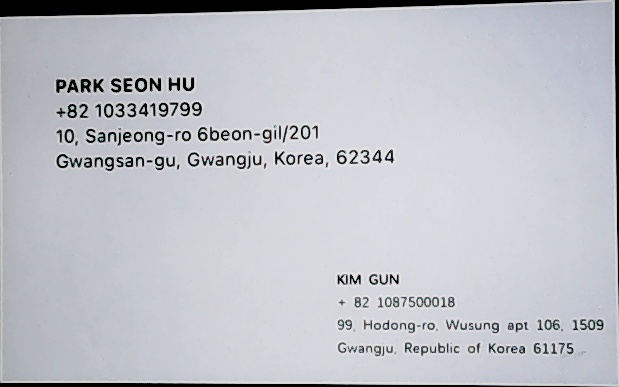 PARK SEON HU
+82 1033419799
10, Sanjeong-ro 6beon-gil/201
Gwangsan-gu, Gwangju, Korea, 62344
KIM GUN
+ 82 1087500018
99, Hodong-ro, Wusung apt 106, 1509
Gwangju, Republic of Korea 61175